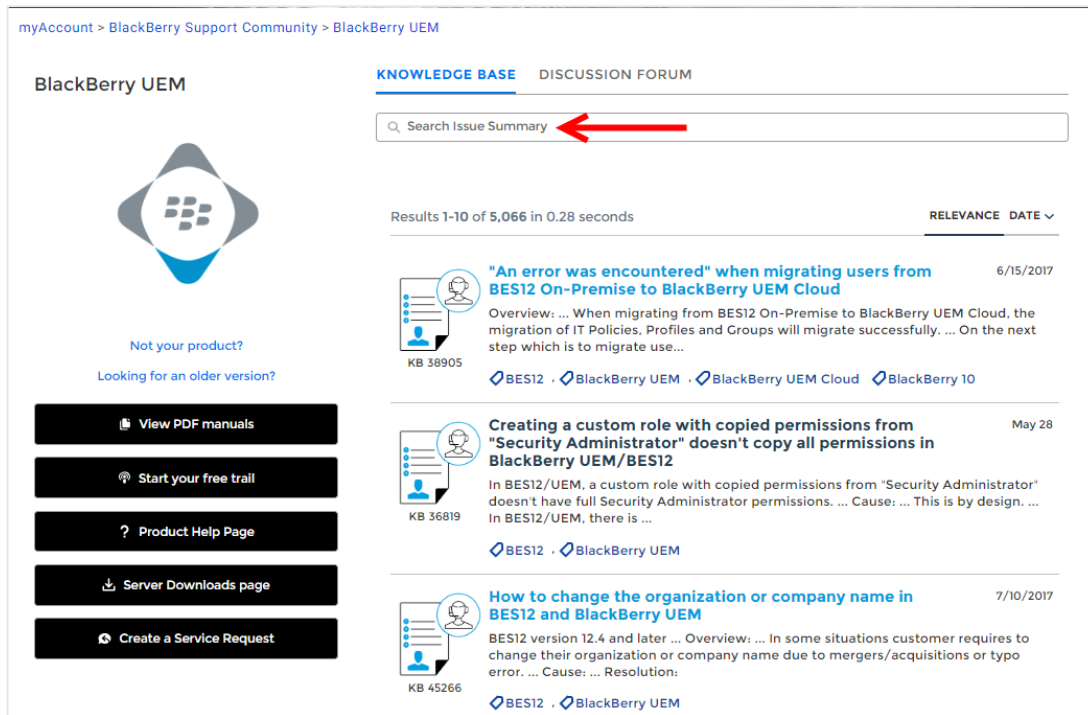 myAccount > BlackBerry Support Community > BlackBerry UEM
BlackBerry UEM
Not your product?
Looking for an older version?
View PDF manuals
Start your free trail
Product Help Page
Server Downloads page
Create a Service Request
KNOWLEDGE BASE DISCUSSION FORUM
Search Issue Summary
Results 1-10 of 5,066 in 0.28 seconds
RELEVANCE DATE
"An error was encountered" when migrating users from
BES12 On-Premise to BlackBerry UEM Cloud
6/15/2017
Overview: ... When migrating from BES12 On-Premise to BlackBerry UEM Cloud, the
migration of IT Policies, Profiles and Groups will migrate successfully. ... On the next
step which is to migrate use...
KB 38905
BES12 , BlackBerry UEM , BlackBerry UEM Cloud BlackBerry 10
Creating a custom role with copied permissions from
"Security Administrator" doesn't copy all permissions in
BlackBerry UEM/BES12
May 28
In BES12/UEM, a custom role with copied permissions from "Security Administrator"
doesn't have full Security Administrator permissions. ... Cause: ... This is by design. ...
In BES12/UEM, there is ...
KB 36819
BES12 , BlackBerry UEM
How to change the organization or company name in
BES12 and BlackBerry UEM
7/10/2017
BES12 version 12.4 and later ... Overview: ... In some situations customer requires to
change their organization or company name due to mergers/acquisitions or typo
error. ... Cause: ... Resolution:
KB 45266
BES12 , BlackBerry UEM